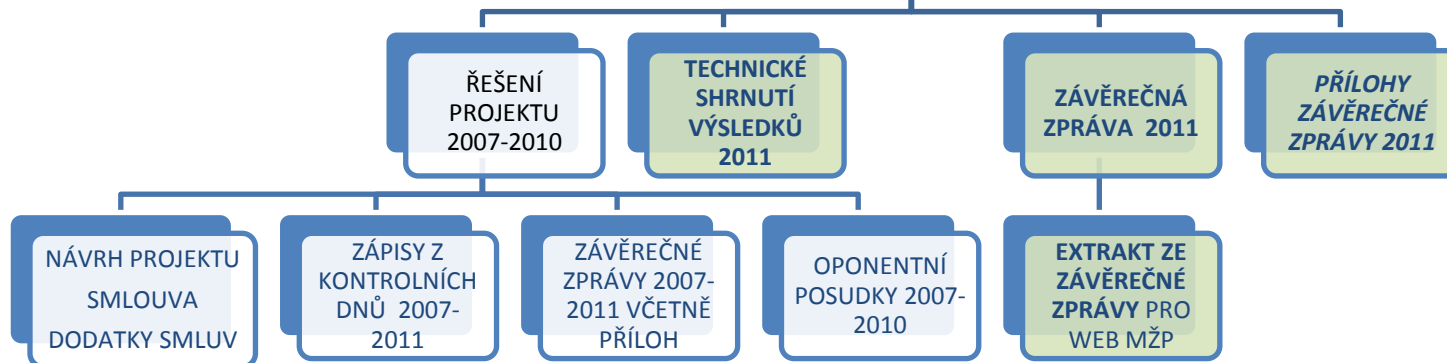 ŘEŠENÍ
PROJEKTU
2007-2010
TECHNICKÉ
SHRNUTÍ
VÝSLEDKŮ
2011
ZÁVĚREČNÁ
ZPRÁVA 2011
PŘÍLOHY
ZÁVĚREČNÉ
ZPRÁVY 2011
NÁVRH PROJEKTU
SMLOUVA
DODATKY SMLUV
ZÁPISY Z
KONTROLNÍCH
DNŮ 2007-
2011
ZÁVĚREČNÉ
ZPRÁVY 2007-
2011 VČETNĚ
PŘÍLOH
OPONENTNÍ
POSUDKY 2007-
2010
EXTRAKT ZE
ZÁVĚREČNÉ
ZPRÁVY PRO
WEB MŽP